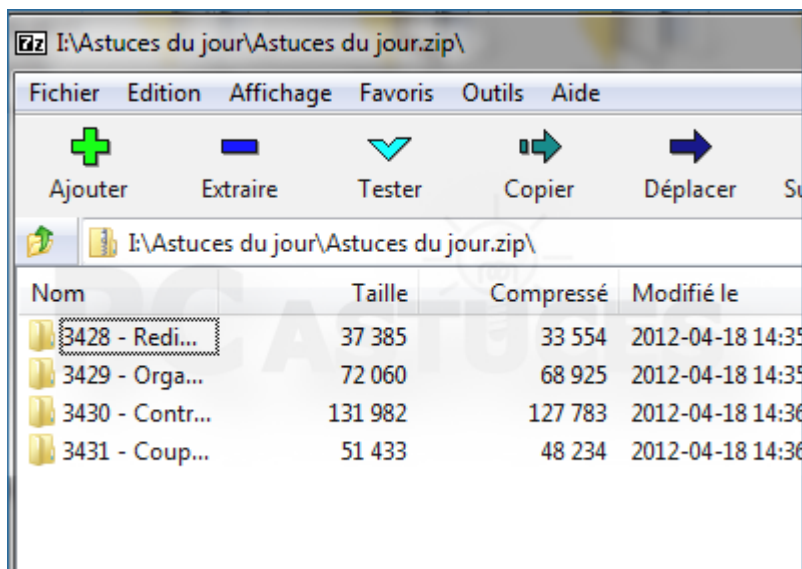 7z I:\Astuces du jour\Astuces du jour.zip\
Fichier Edition Affichage Favoris Outils Aide
Ajouter Extraire Tester Copier Déplacer
I:\Astuces du jour\Astuces du jour.zip\
Nom Taille Compressé Modifié le
3428 - Redi... 37 385 33 554 2012-04-18 14:35
3429 - Orga... 72 060 68 925 2012-04-18 14:35
3430 - Contr... 131 982 127 783 2012-04-18 14:36
3431 - Coup... 51 433 48 234 2012-04-18 14:36
PC ASTUCES